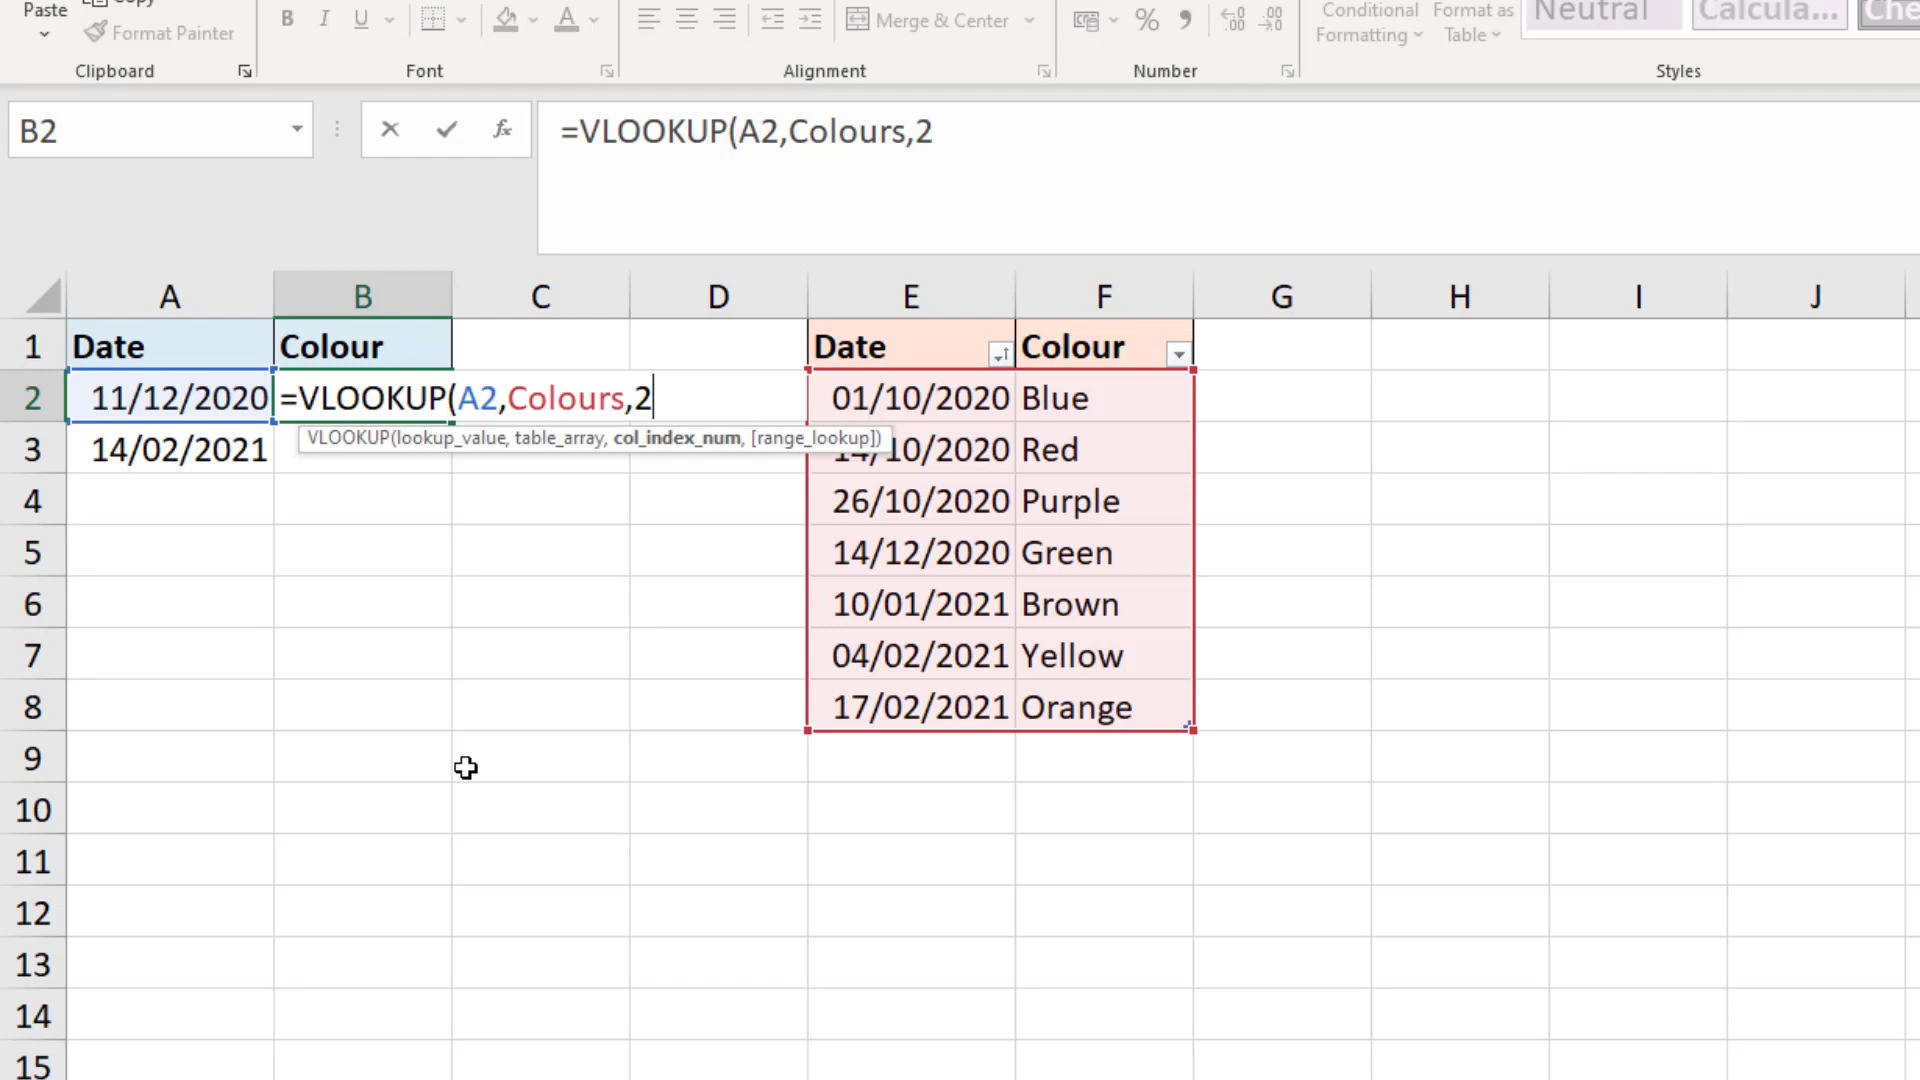 Paste
Copy
Format Painter
Clipboard
B I U
A
Font
Merge & Center
Alignment
%
Number
Conditional
Formatting
Format as
Table
Neutral
Calcula...
Che
Styles
B2
fx
=VLOOKUP(A2,Colours,2
A B C D E F G H I J
1 Date Colour Date Colour
2 11/12/2020 =VLOOKUP(A2,Colours,2 01/10/2020 Blue
VLOOKUP(lookup_value, table_array, col_index_num, [range_lookup])
3 14/02/2021 14/10/2020 Red
4 26/10/2020 Purple
5 14/12/2020 Green
6 10/01/2021 Brown
7 04/02/2021 Yellow
8 17/02/2021 Orange
9
10
11
12
13
14
15